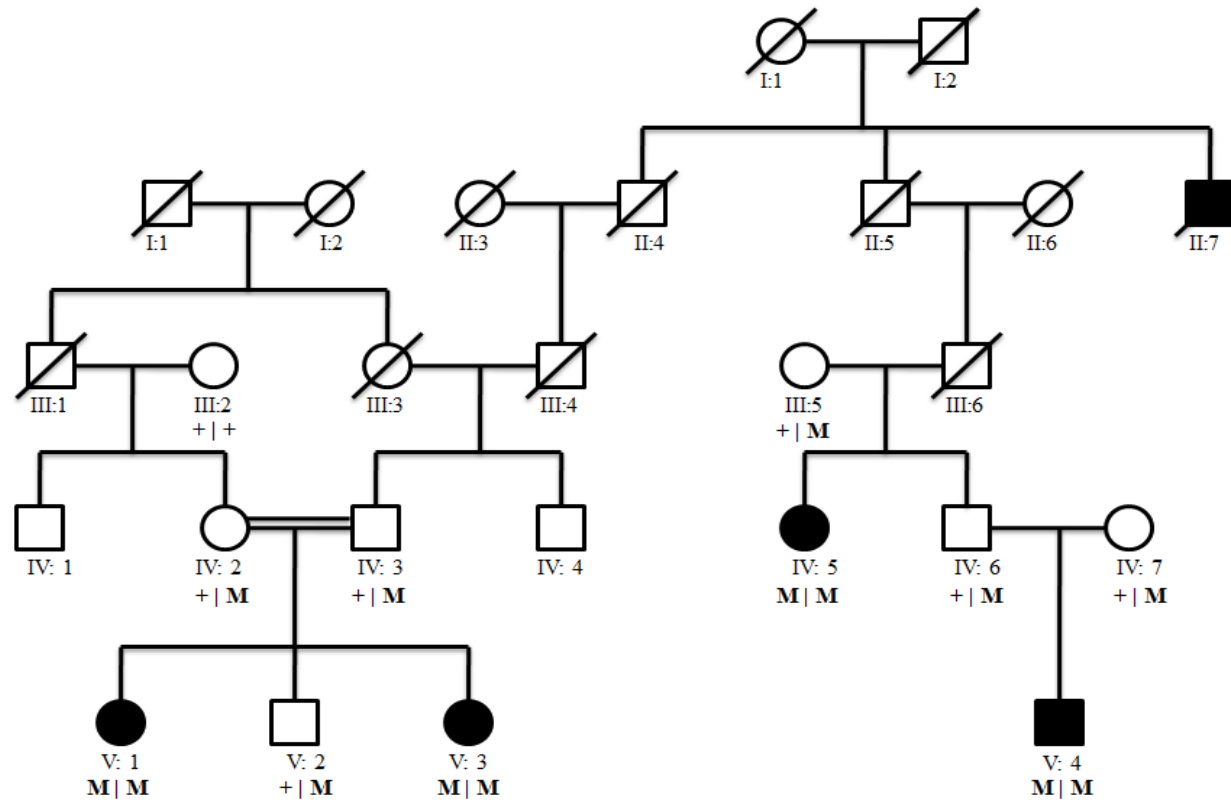 I:1 I:2
I:1 I:2 II:3 II:4 II:5 II:6 II:7
III:1 III:2 III:3 III:4 III:5 III:6
+ | + + | M
IV: 1 IV: 2 IV: 3 IV: 4 IV: 5 IV: 6 IV: 7
+ | M + | M M | M + | M + | M
V: 1 V: 2 V: 3 V: 4
M | M + | M M | M M | M